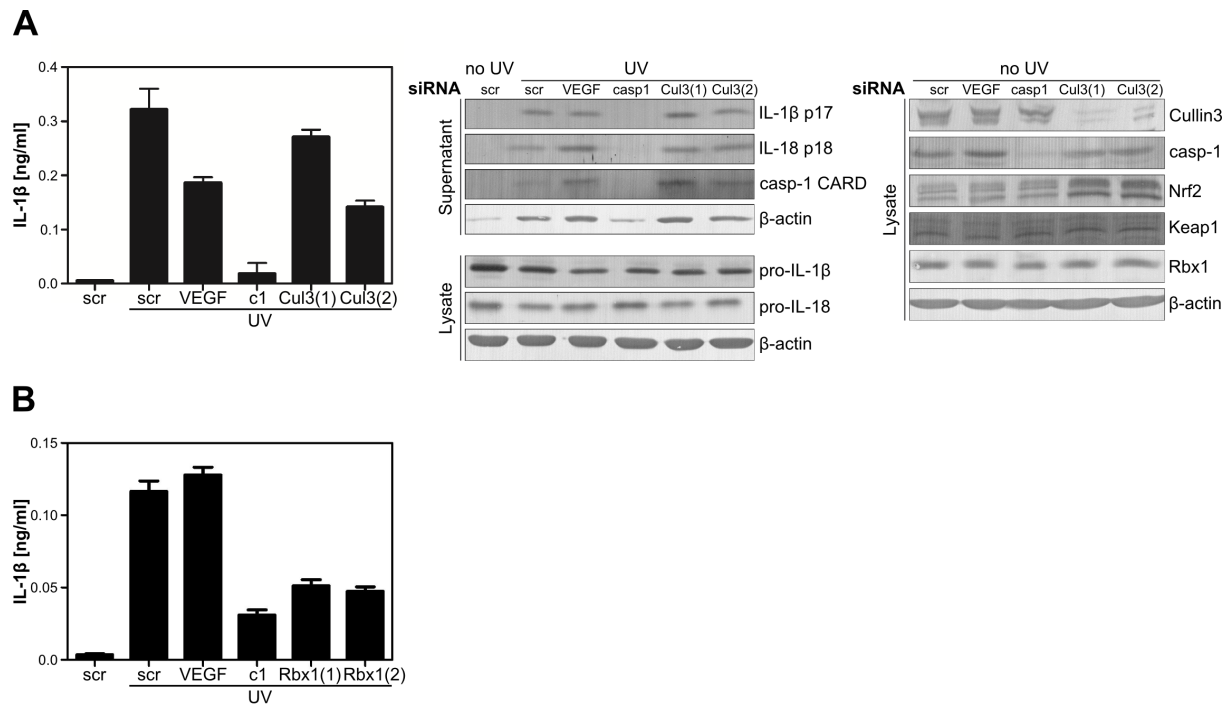 A
IL-1β [ng/ml]
0.4
0.3
0.2
0.1
0.0
scr scr VEGF c1 Cul3(1) Cul3(2)
UV
no UV UV
siRNA scr scr VEGF casp1 Cul3(1) Cul3(2)
Supernatant
IL-1β p17
IL-18 p18
casp-1 CARD
β-actin
Lysate
pro-IL-1β
pro-IL-18
β-actin
no UV
siRNA scr VEGF casp1 Cul3(1) Cul3(2)
Lysate
Cullin3
casp-1
Nrf2
Keap1
Rbx1
β-actin
B
IL-1β [ng/ml]
0.15
0.10
0.05
0.0
scr scr VEGF c1 Rbx1(1) Rbx1(2)
UV